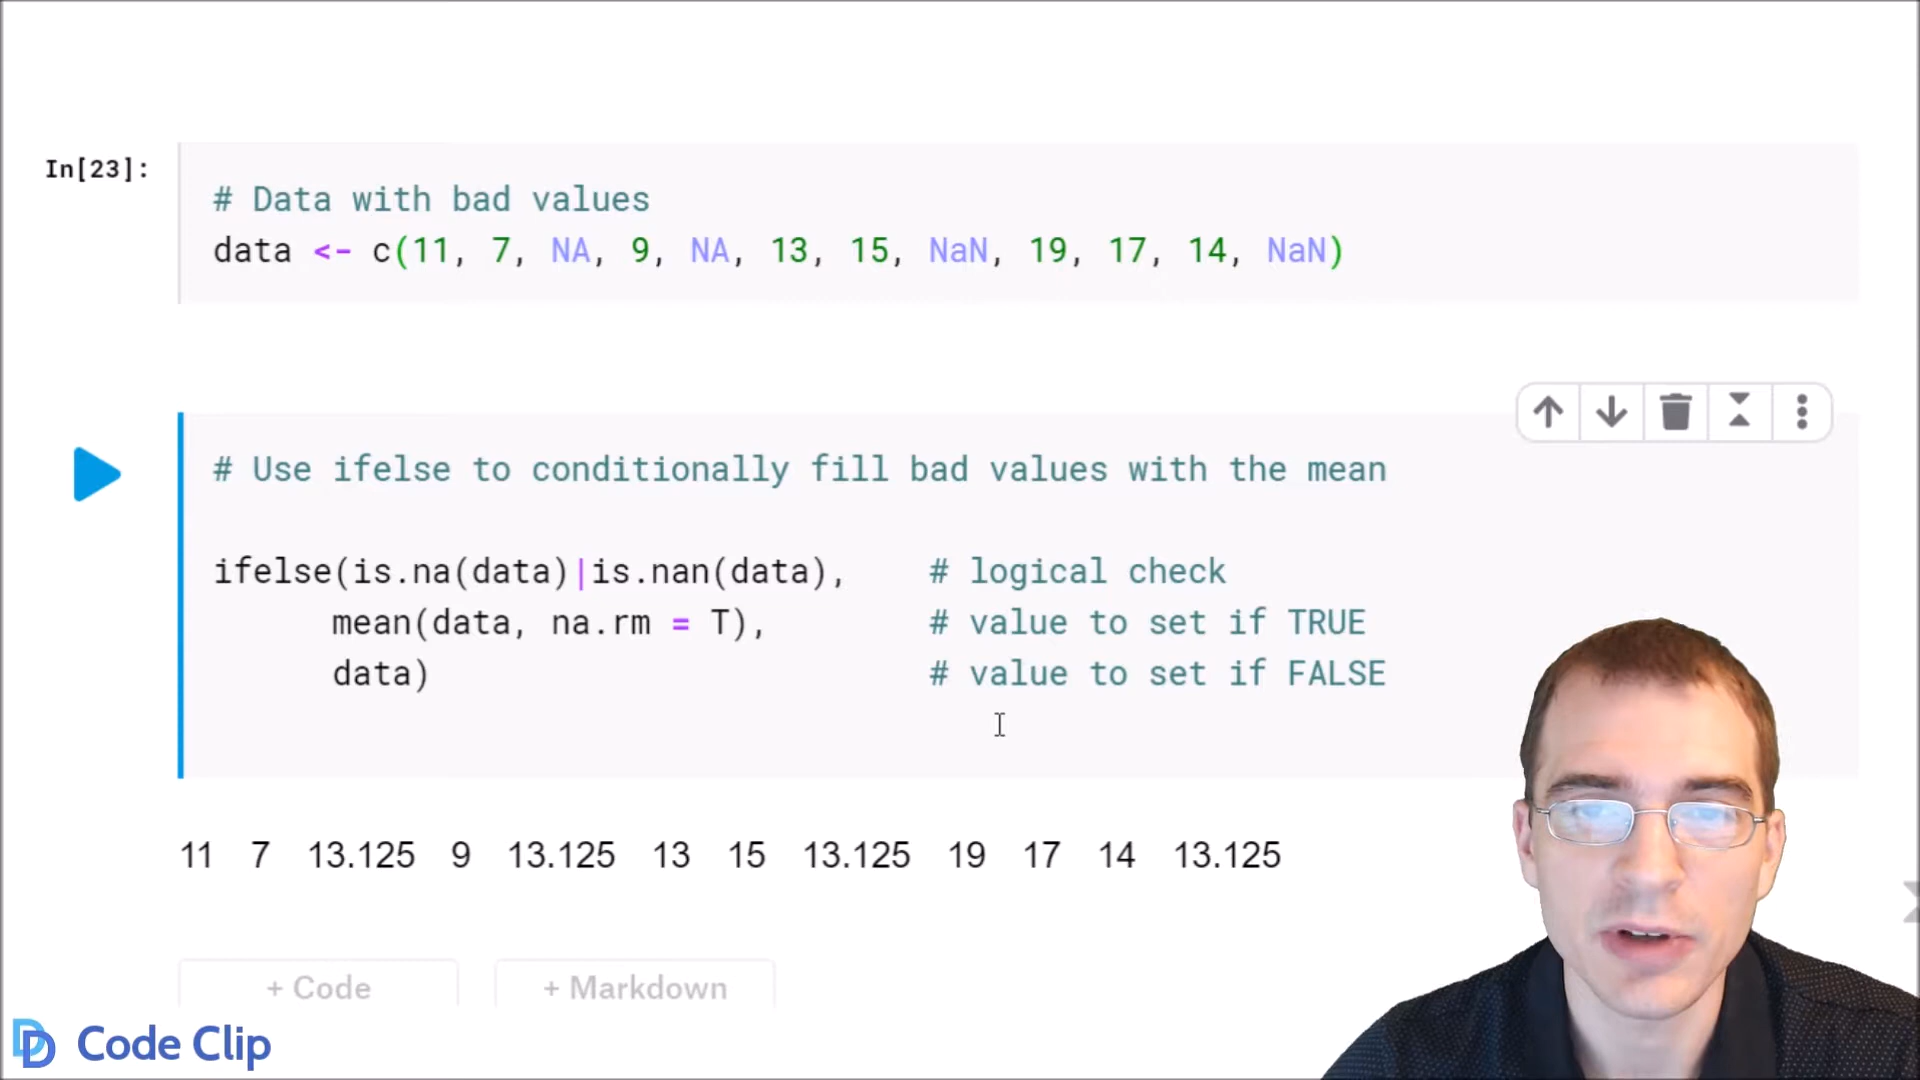 In[23]:
# Data with bad values
data <- c(11, 7, NA, 9, NA, 13, 15, NaN, 19, 17, 14, NaN)
# Use ifelse to conditionally fill bad values with the mean
ifelse(is.na(data)|is.nan(data), # logical check
mean(data, na.rm = T), # value to set if TRUE
data) # value to set if FALSE
11 7 13.125 9 13.125 13 15 13.125 19 17 14 13.125
+ Code + Markdown
Code Clip